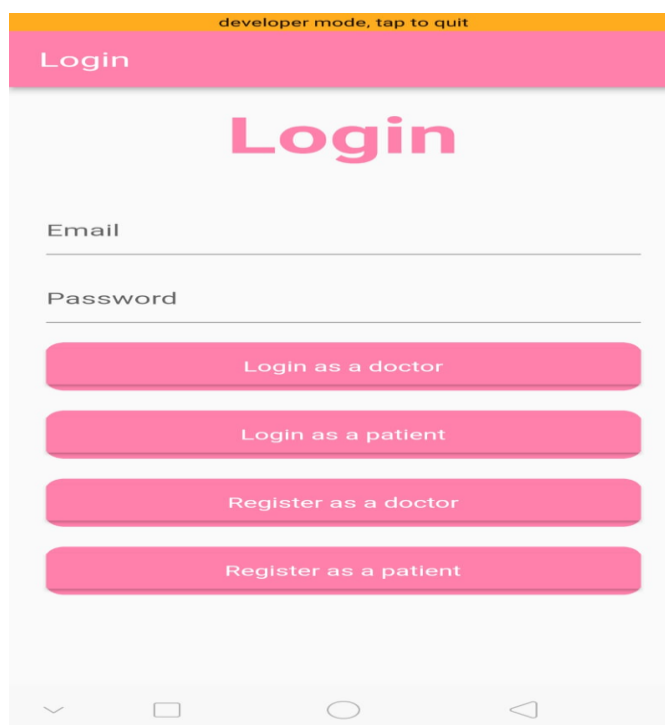 developer mode, tap to quit
Login
Login
Email
Password
Login as a doctor
Login as a patient
Register as a doctor
Register as a patient